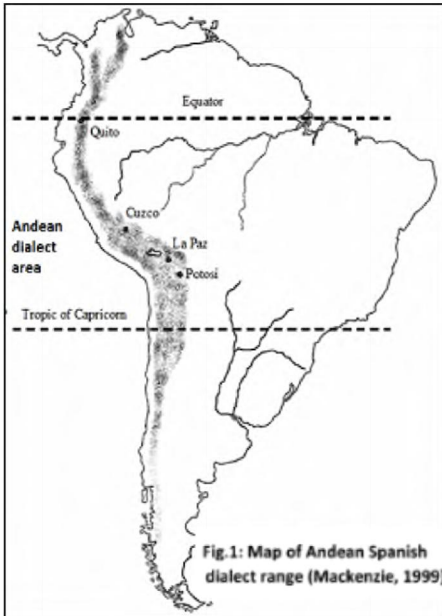 Equator
Quito
Cuzco
Andean
dialect
area
La Paz
Potosí
Tropic of Capricorn
Fig.1: Map of Andean Spanish
dialect range (Mackenzie, 1999)